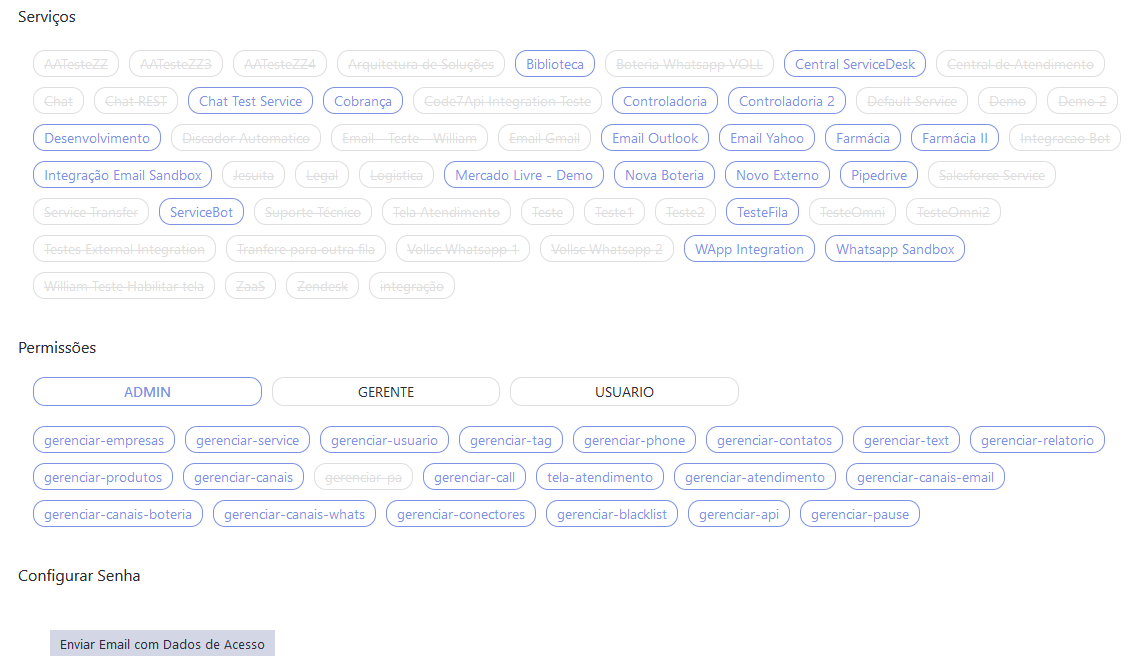 Serviços
AATesteZZ AATesteZZ3 AATesteZZ4 Arquitetura de Soluções Biblioteca Boteria Whatsapp VOLL Central ServiceDesk Central de Atendimento
Chat Chat REST Chat Test Service Cobrança Code7Api Integration Teste Controladoria Controladoria 2 Default Service Demo Demo 2
Desenvolvimento Discador Automatico Email - Teste - William Email Gmail Email Outlook Email Yahoo Farmácia Farmácia II Integracao Bot
Integração Email Sandbox Jesuita Legal Logistica Mercado Livre - Demo Nova Boteria Novo Externo Pipedrive Salesforce Service
Service Transfer ServiceBot Suporte Técnico Tela Atendimento Teste Teste1 Teste2 TesteFila TesteOmni TesteOmni2
Testes External Integration Tranfere para outra fila Vollsc Whatsapp 1 Vollsc Whatsapp 2 WApp Integration Whatsapp Sandbox
William Teste Habilitar tela ZaaS Zendesk integração
Permissões
ADMIN GERENTE USUARIO
gerenciar-empresas gerenciar-service gerenciar-usuario gerenciar-tag gerenciar-phone gerenciar-contatos gerenciar-text gerenciar-relatorio
gerenciar-produtos gerenciar-canais gerenciar-pa gerenciar-call tela-atendimento gerenciar-atendimento gerenciar-canais-email
gerenciar-canais-boteria gerenciar-canais-whats gerenciar-conectores gerenciar-blacklist gerenciar-api gerenciar-pause
Configurar Senha
Enviar Email com Dados de Acesso